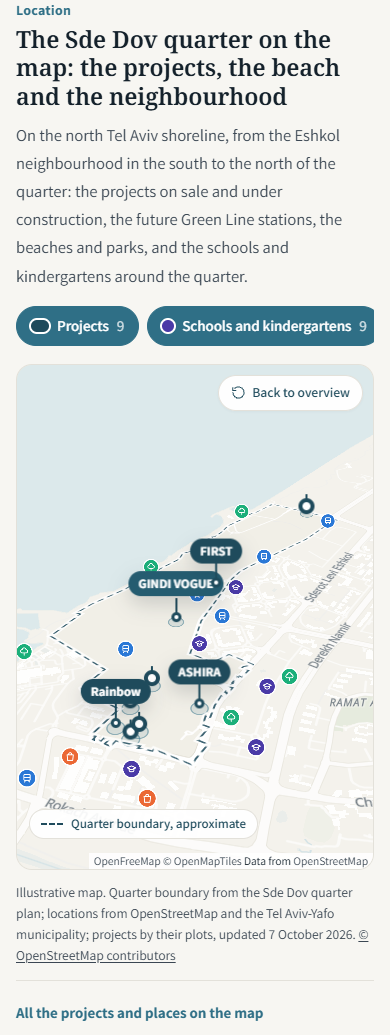 Location
The Sde Dov quarter on the
map: the projects, the beach
and the neighbourhood
On the north Tel Aviv shoreline, from the Eshkol
neighbourhood in the south to the north of the
quarter: the projects on sale and under
construction, the future Green Line stations, the
beaches and parks, and the schools and
kindergartens around the quarter.
Projects 9
Schools and kindergartens 9
Back to overview
FIRST
GINDI VOGUE
Sderot Levi Eshkol
Derekh Namir
ASHIRA
Rainbow
RAMAT A
Ch
Quarter boundary, approximate
OpenFreeMap © OpenMapTiles Data from OpenStreetMap
Illustrative map. Quarter boundary from the Sde Dov quarter
plan; locations from OpenStreetMap and the Tel Aviv-Yafo
municipality; projects by their plots, updated 7 October 2026. ©
OpenStreetMap contributors
All the projects and places on the map